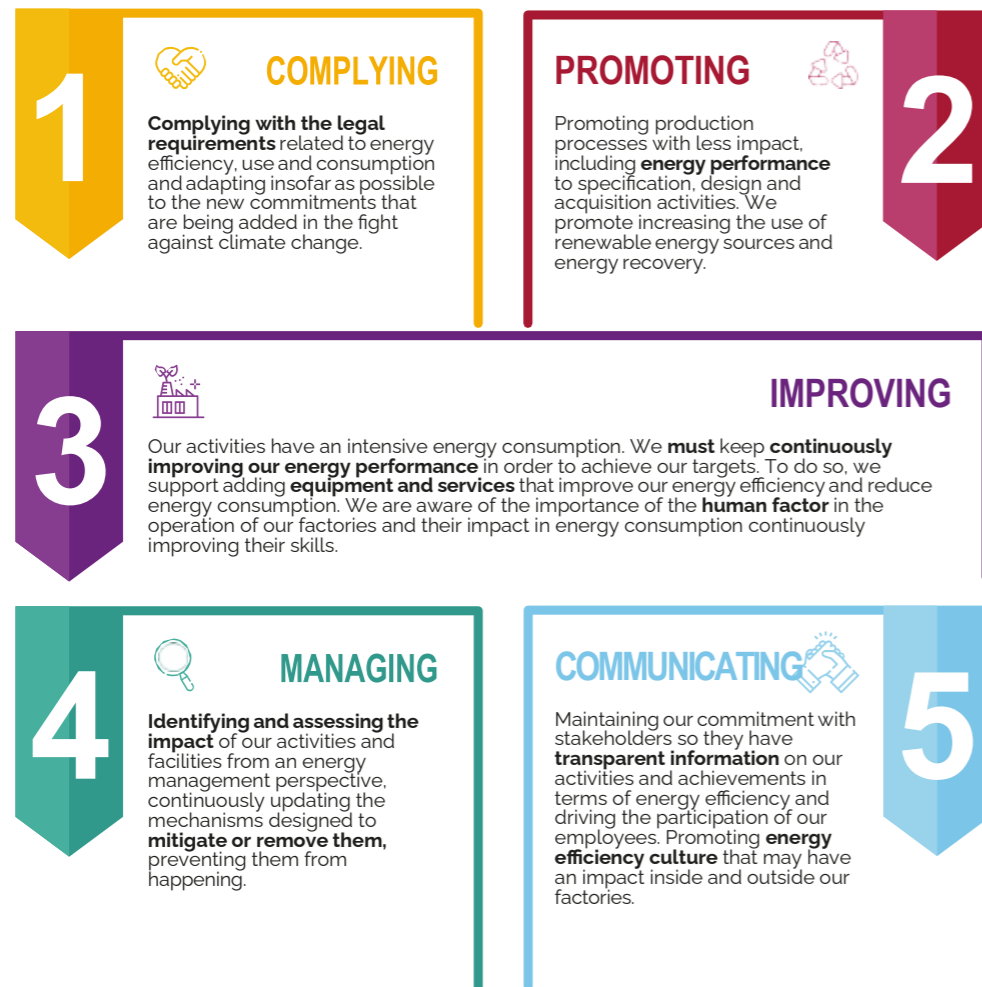 1
COMPLYING
Complying with the legal
requirements related to energy
efficiency, use and consumption
and adapting insofar as possible
to the new commitments that
are being added in the fight
against climate change.
PROMOTING
2
Promoting production
processes with less impact,
including energy performance
to specification, design and
acquisition activities. We
promote increasing the use of
renewable energy sources and
energy recovery.
3
IMPROVING
Our activities have an intensive energy consumption. We must keep continuously
improving our energy performance in order to achieve our targets. To do so, we
support adding equipment and services that improve our energy efficiency and reduce
energy consumption. We are aware of the importance of the human factor in the
operation of our factories and their impact in energy consumption continuously
improving their skills.
4
MANAGING
Identifying and assessing the
impact of our activities and
facilities from an energy
management perspective,
continuously updating the
mechanisms designed to
mitigate or remove them,
preventing them from
happening.
COMMUNICATING
5
Maintaining our commitment with
stakeholders so they have
transparent information on our
activities and achievements in
terms of energy efficiency and
driving the participation of our
employees. Promoting energy
efficiency culture that may have
an impact inside and outside our
factories.